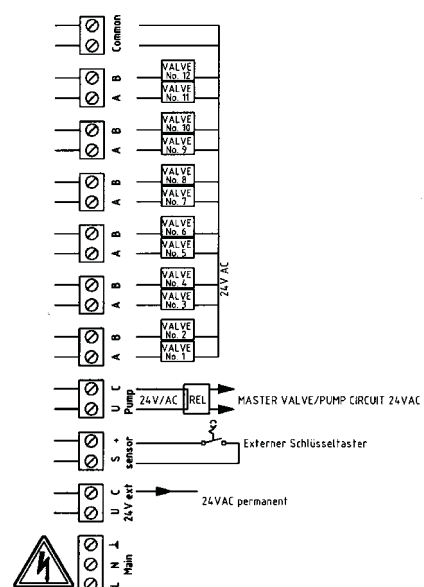 Common
B VALVE No. 12
A VALVE No. 11
B VALVE No. 10
A VALVE No. 9
B VALVE No. 8
A VALVE No. 7
B VALVE No. 6
A VALVE No. 5
B VALVE No. 4
A VALVE No. 3
B VALVE No. 2
A VALVE No. 1
24V AC
U C
Pump
24V/AC REL MASTER VALVE/PUMP CIRCUIT 24VAC
S +
sensor
Externer Schlüsseltaster
U C
24V ext
24VAC permanent
L N ⊥
Main